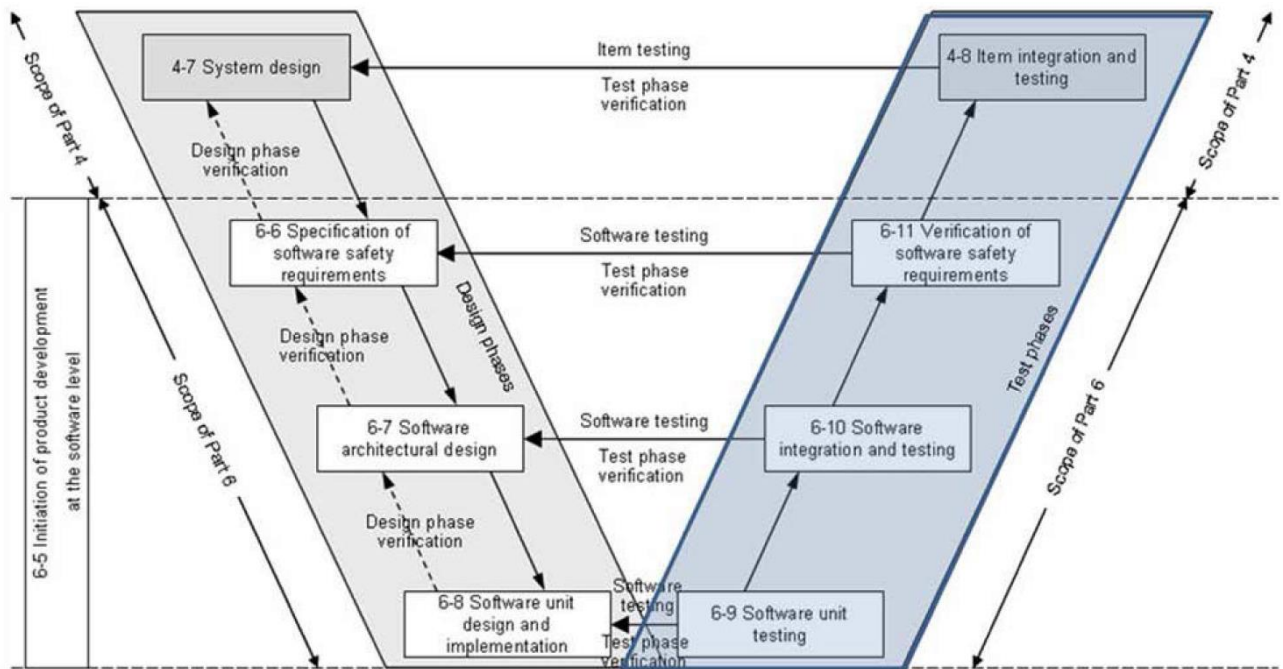 Scope of Part 4
4-7 System design
Item testing
Test phase
verification
4-8 Item integration and
testing
Scope of Part 4
Design phase
verification
6-5 Initiation of product development
at the software level
6-6 Specification of
software safety
requirements
Software testing
Test phase
verification
6-11 Verification of
software safety
requirements
Design phase
verification
Design phases
Test phases
Scope of Part 6
Scope of Part 6
6-7 Software
architectural design
Software testing
Test phase
verification
6-10 Software
integration and testing
Design phase
verification
6-8 Software unit
design and
implementation
Software
testing
Test phase
verification
6-9 Software unit
testing